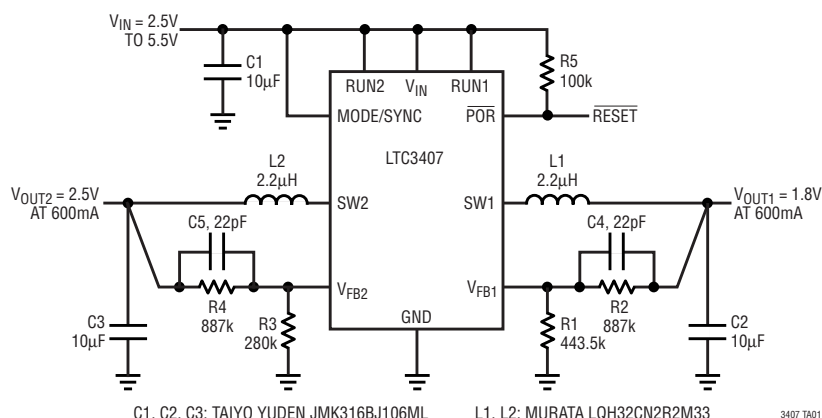 VIN = 2.5V
TO 5.5V
C1
10µF
RUN2
VIN
RUN1
R5
100k
MODE/SYNC
POR
RESET
LTC3407
L2
2.2µH
L1
2.2µH
VOUT2 = 2.5V
AT 600mA
SW2
SW1
VOUT1 = 1.8V
AT 600mA
C5, 22pF
C4, 22pF
VFB2
VFB1
R4
887k
R2
887k
GND
C3
10µF
R3
280k
R1
443.5k
C2
10µF
C1, C2, C3: TAIYO YUDEN JMK316BJ106ML
L1, L2: MURATA LQH32CN2R2M33
3407 TA01